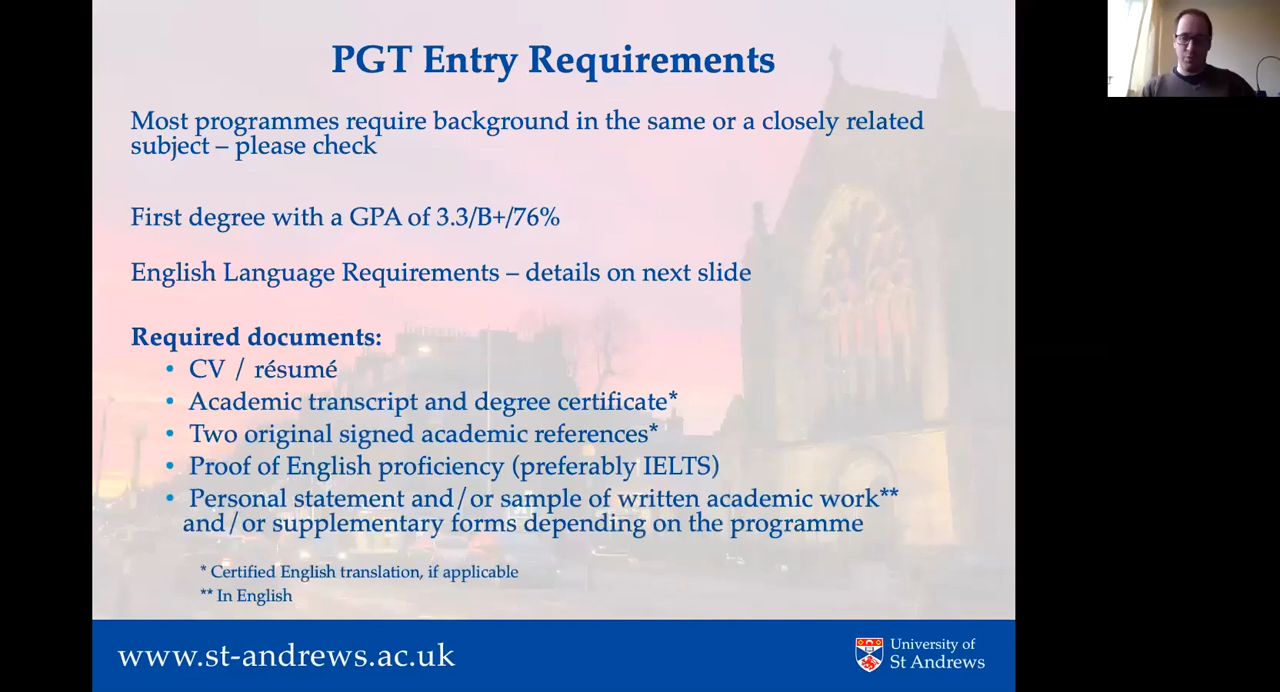 PGT Entry Requirements
Most programmes require background in the same or a closely related
subject – please check
First degree with a GPA of 3.3/B+/76%
English Language Requirements – details on next slide
Required documents:
• CV / résumé
• Academic transcript and degree certificate*
• Two original signed academic references*
• Proof of English proficiency (preferably IELTS)
• Personal statement and/or sample of written academic work**
and/or supplementary forms depending on the programme
* Certified English translation, if applicable
** In English
www.st-andrews.ac.uk
University of
St Andrews